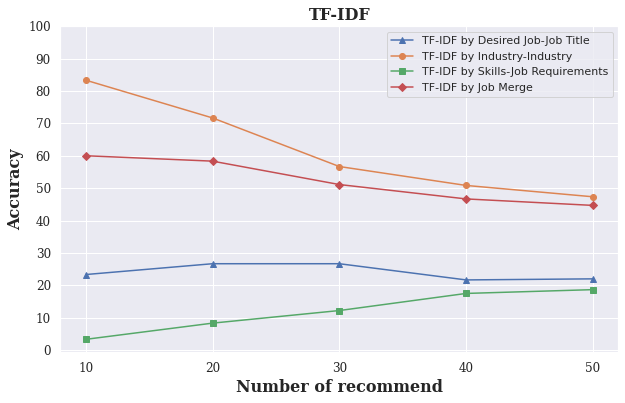 TF-IDF
100
90
80
70
60
50
40
30
20
10
0
Accuracy
TF-IDF by Desired Job-Job Title
TF-IDF by Industry-Industry
TF-IDF by Skills-Job Requirements
TF-IDF by Job Merge
10 20 30 40 50
Number of recommend